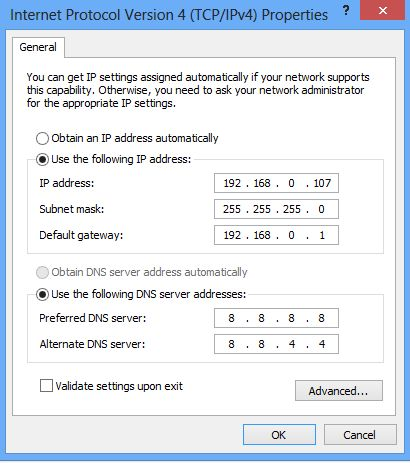 Internet Protocol Version 4 (TCP/IPv4) Properties ? ×
General
You can get IP settings assigned automatically if your network supports
this capability. Otherwise, you need to ask your network administrator
for the appropriate IP settings.
Obtain an IP address automatically
Use the following IP address:
IP address: 192 . 168 . 0 . 107
Subnet mask: 255 . 255 . 255 . 0
Default gateway: 192 . 168 . 0 . 1
Obtain DNS server address automatically
Use the following DNS server addresses:
Preferred DNS server: 8 . 8 . 8 . 8
Alternate DNS server: 8 . 8 . 4 . 4
Validate settings upon exit
Advanced...
OK Cancel